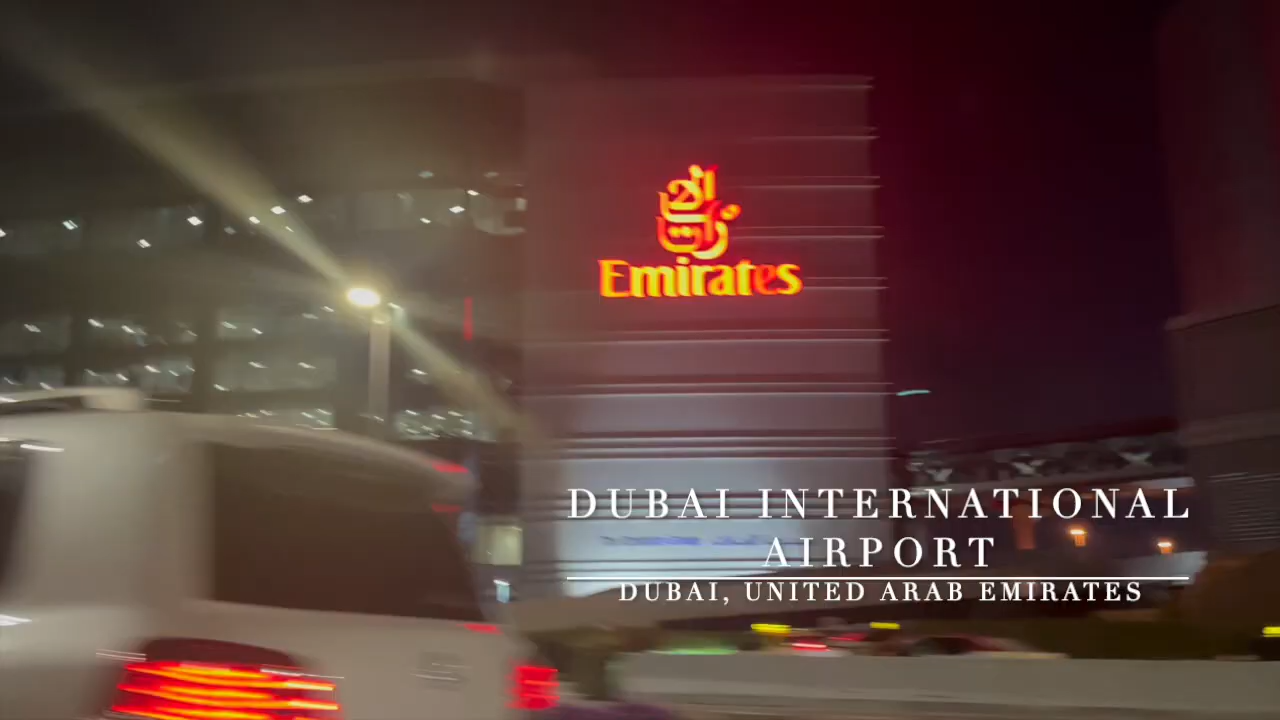 الإمارات
Emirates
DUBAI INTERNATIONAL
AIRPORT
DUBAI, UNITED ARAB EMIRATES